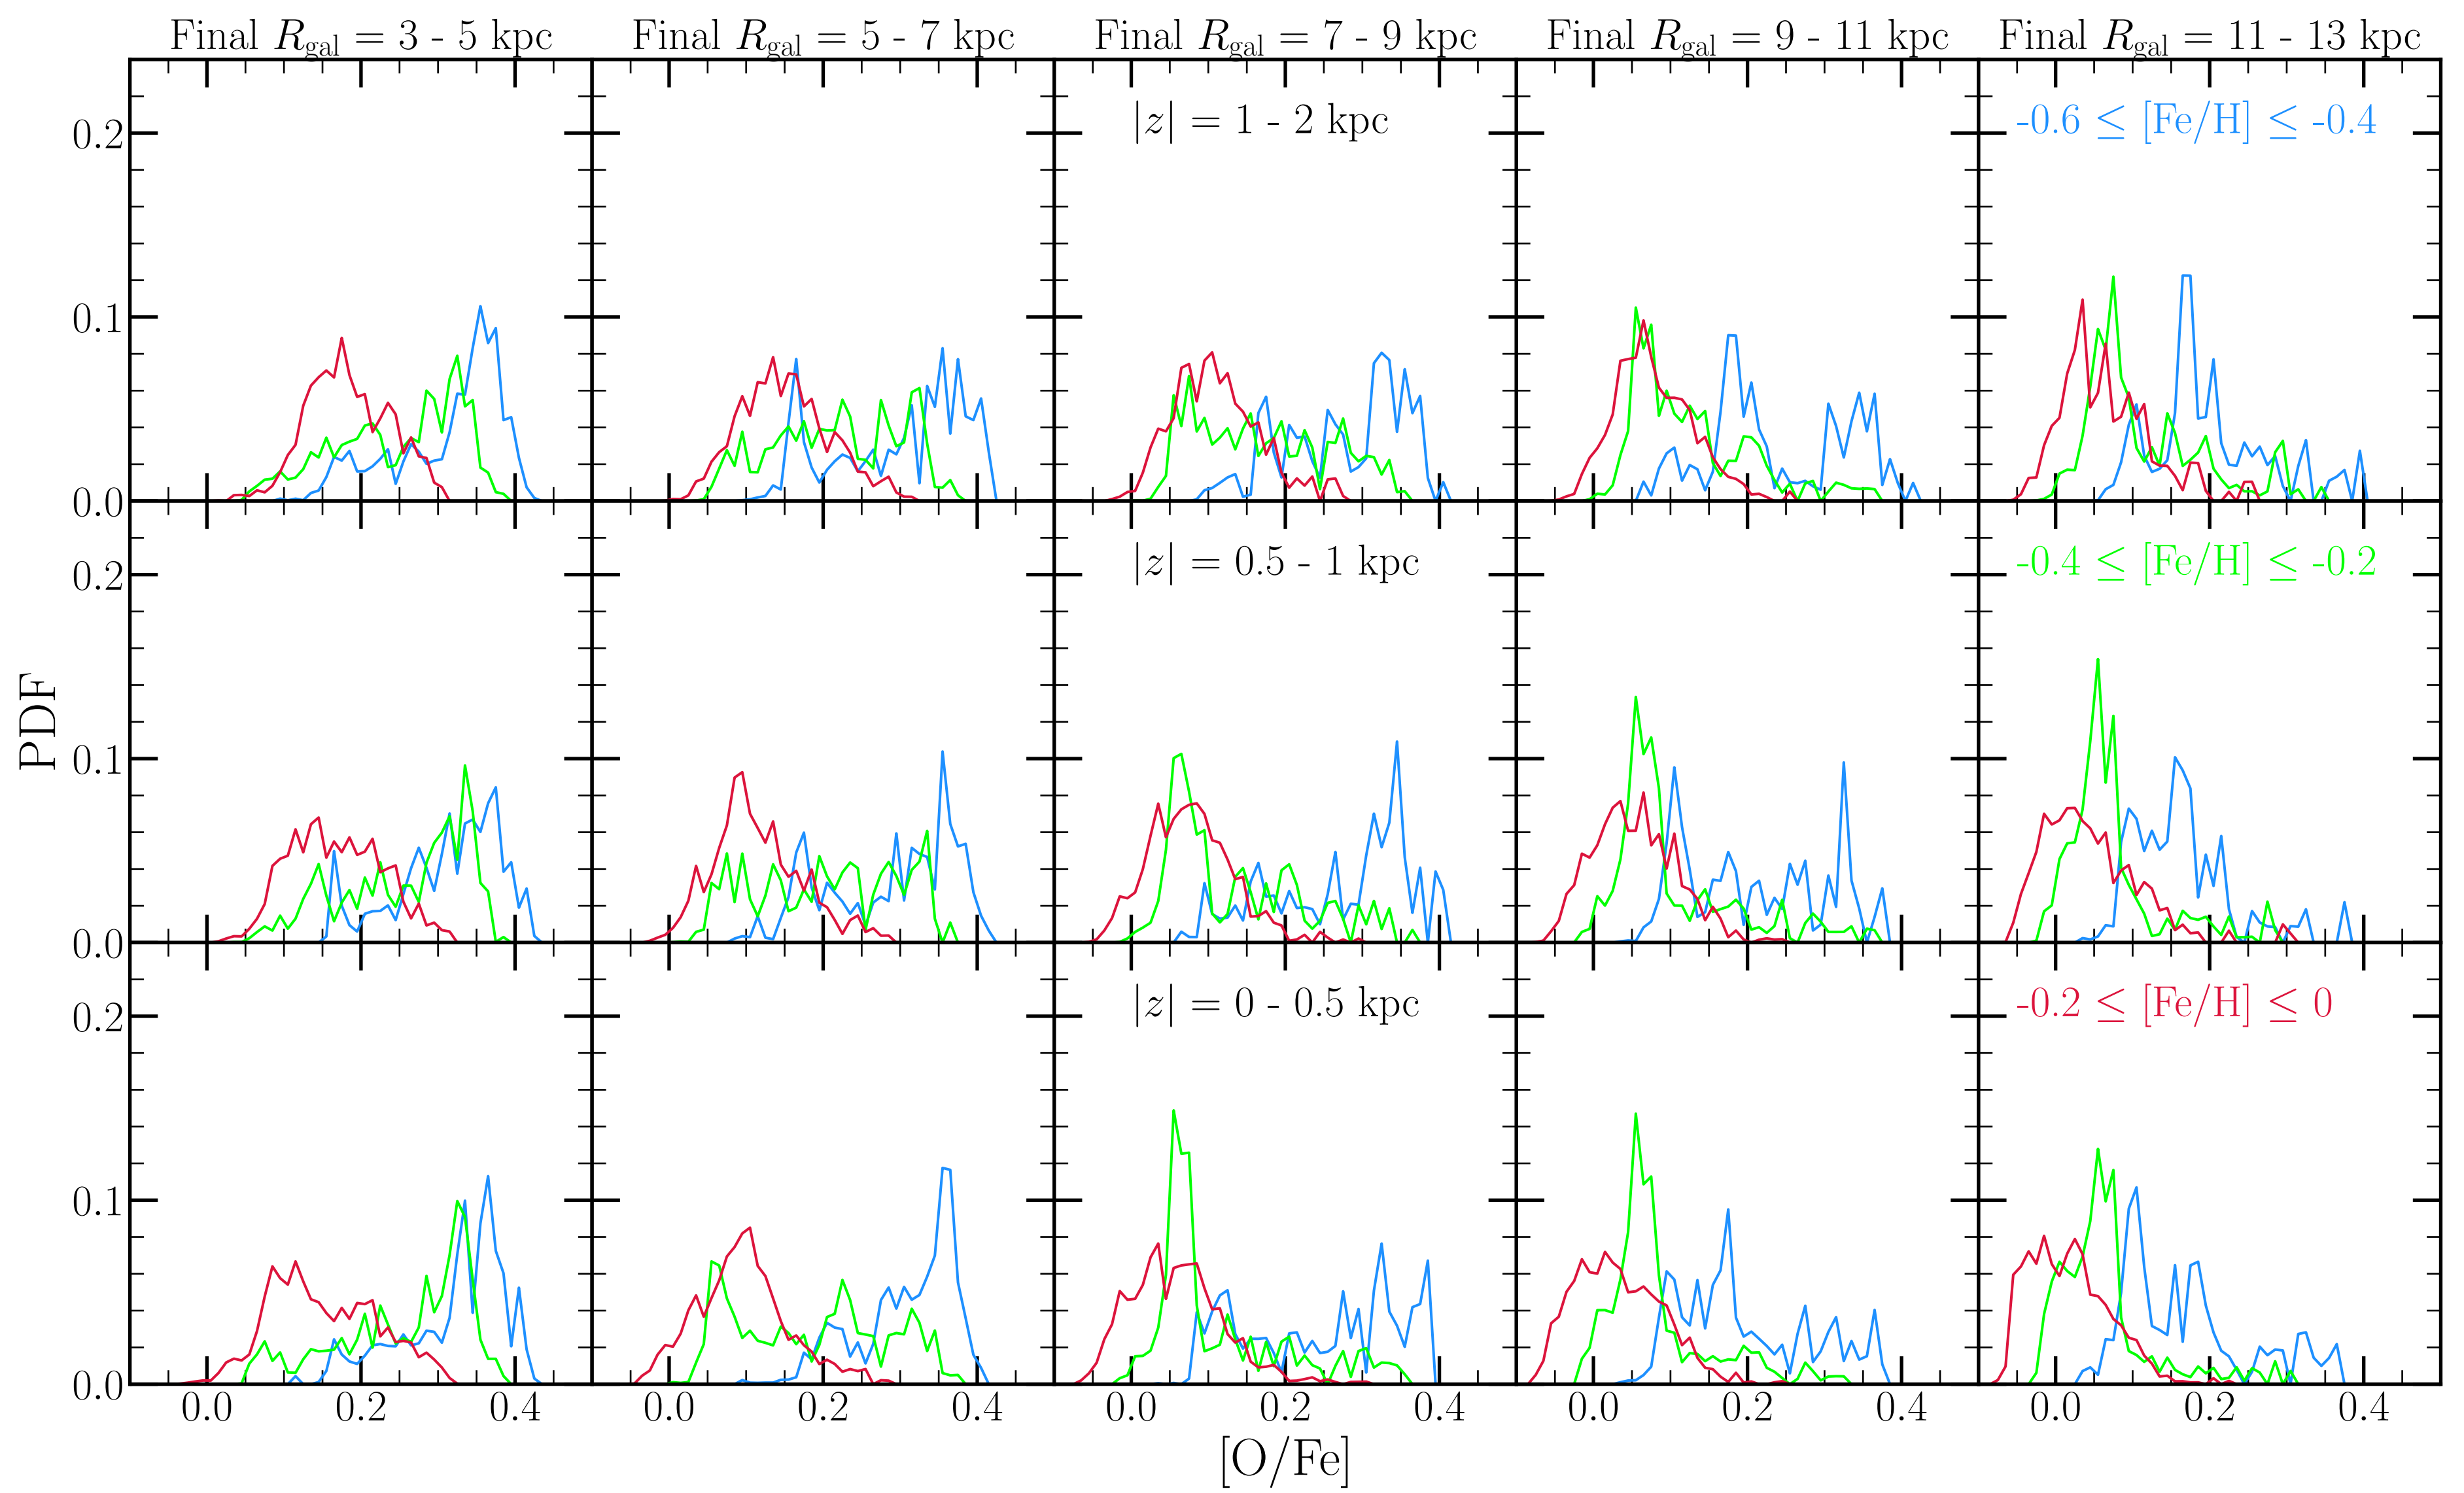 Final R_gal = 3 - 5 kpc
Final R_gal = 5 - 7 kpc
Final R_gal = 7 - 9 kpc
Final R_gal = 9 - 11 kpc
Final R_gal = 11 - 13 kpc
|z| = 1 - 2 kpc
-0.6 ≤ [Fe/H] ≤ -0.4
0.2
0.1
0.0
|z| = 0.5 - 1 kpc
-0.4 ≤ [Fe/H] ≤ -0.2
0.2
0.1
0.0
PDF
|z| = 0 - 0.5 kpc
-0.2 ≤ [Fe/H] ≤ 0
0.2
0.1
0.0
0.0 0.2 0.4
0.0 0.2 0.4
0.0 0.2 0.4
0.0 0.2 0.4
0.0 0.2 0.4
[O/Fe]